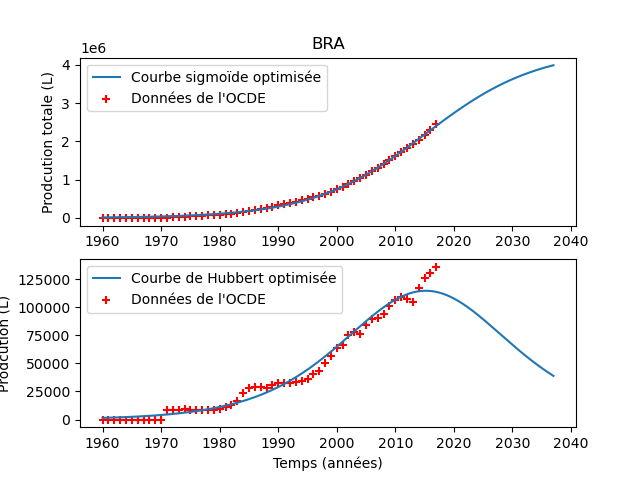 BRA
1e6
Prodcution totale (L)
4
3
2
1
0
Courbe sigmoïde optimisée
Données de l'OCDE
1960 1970 1980 1990 2000 2010 2020 2030 2040
Prodcution (L)
125000
100000
75000
50000
25000
0
Courbe de Hubbert optimisée
Données de l'OCDE
1960 1970 1980 1990 2000 2010 2020 2030 2040
Temps (années)